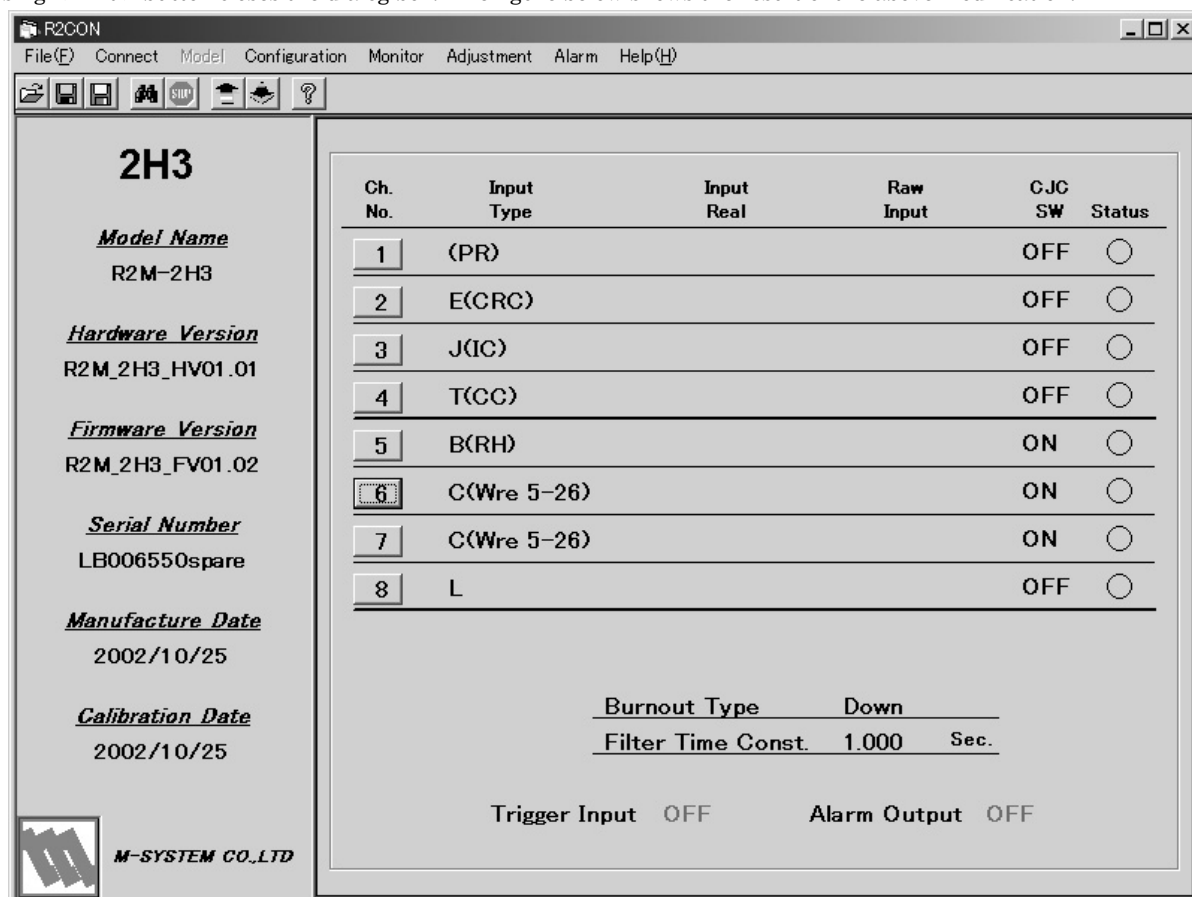 R2CON
File(F) Connect Model Configuration Monitor Adjustment Alarm Help(H)
STOP
2H3
Model Name
R2M-2H3
Hardware Version
R2M_2H3_HV01.01
Firmware Version
R2M_2H3_FV01.02
Serial Number
LB006550spare
Manufacture Date
2002/10/25
Calibration Date
2002/10/25
M-SYSTEM CO.,LTD
Ch. No. Input Type Input Real Raw Input CJC SW Status
1 (PR) OFF
2 E(CRC) OFF
3 J(IC) OFF
4 T(CC) OFF
5 B(RH) ON
6 C(Wre 5-26) ON
7 C(Wre 5-26) ON
8 L OFF
Burnout Type Down
Filter Time Const. 1.000 Sec.
Trigger Input OFF Alarm Output OFF